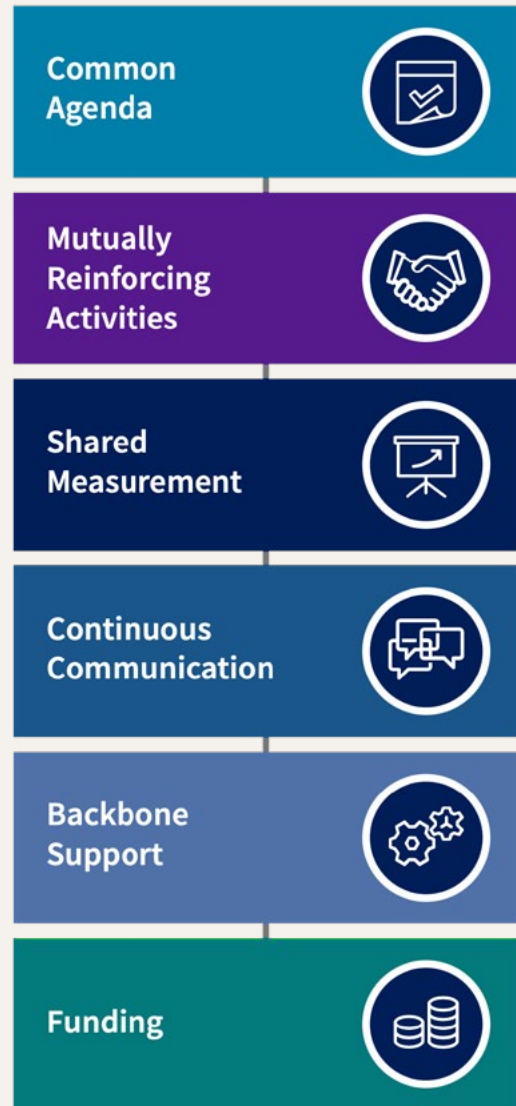 Common
Agenda
Mutually
Reinforcing
Activities
Shared
Measurement
Continuous
Communication
Backbone
Support
Funding